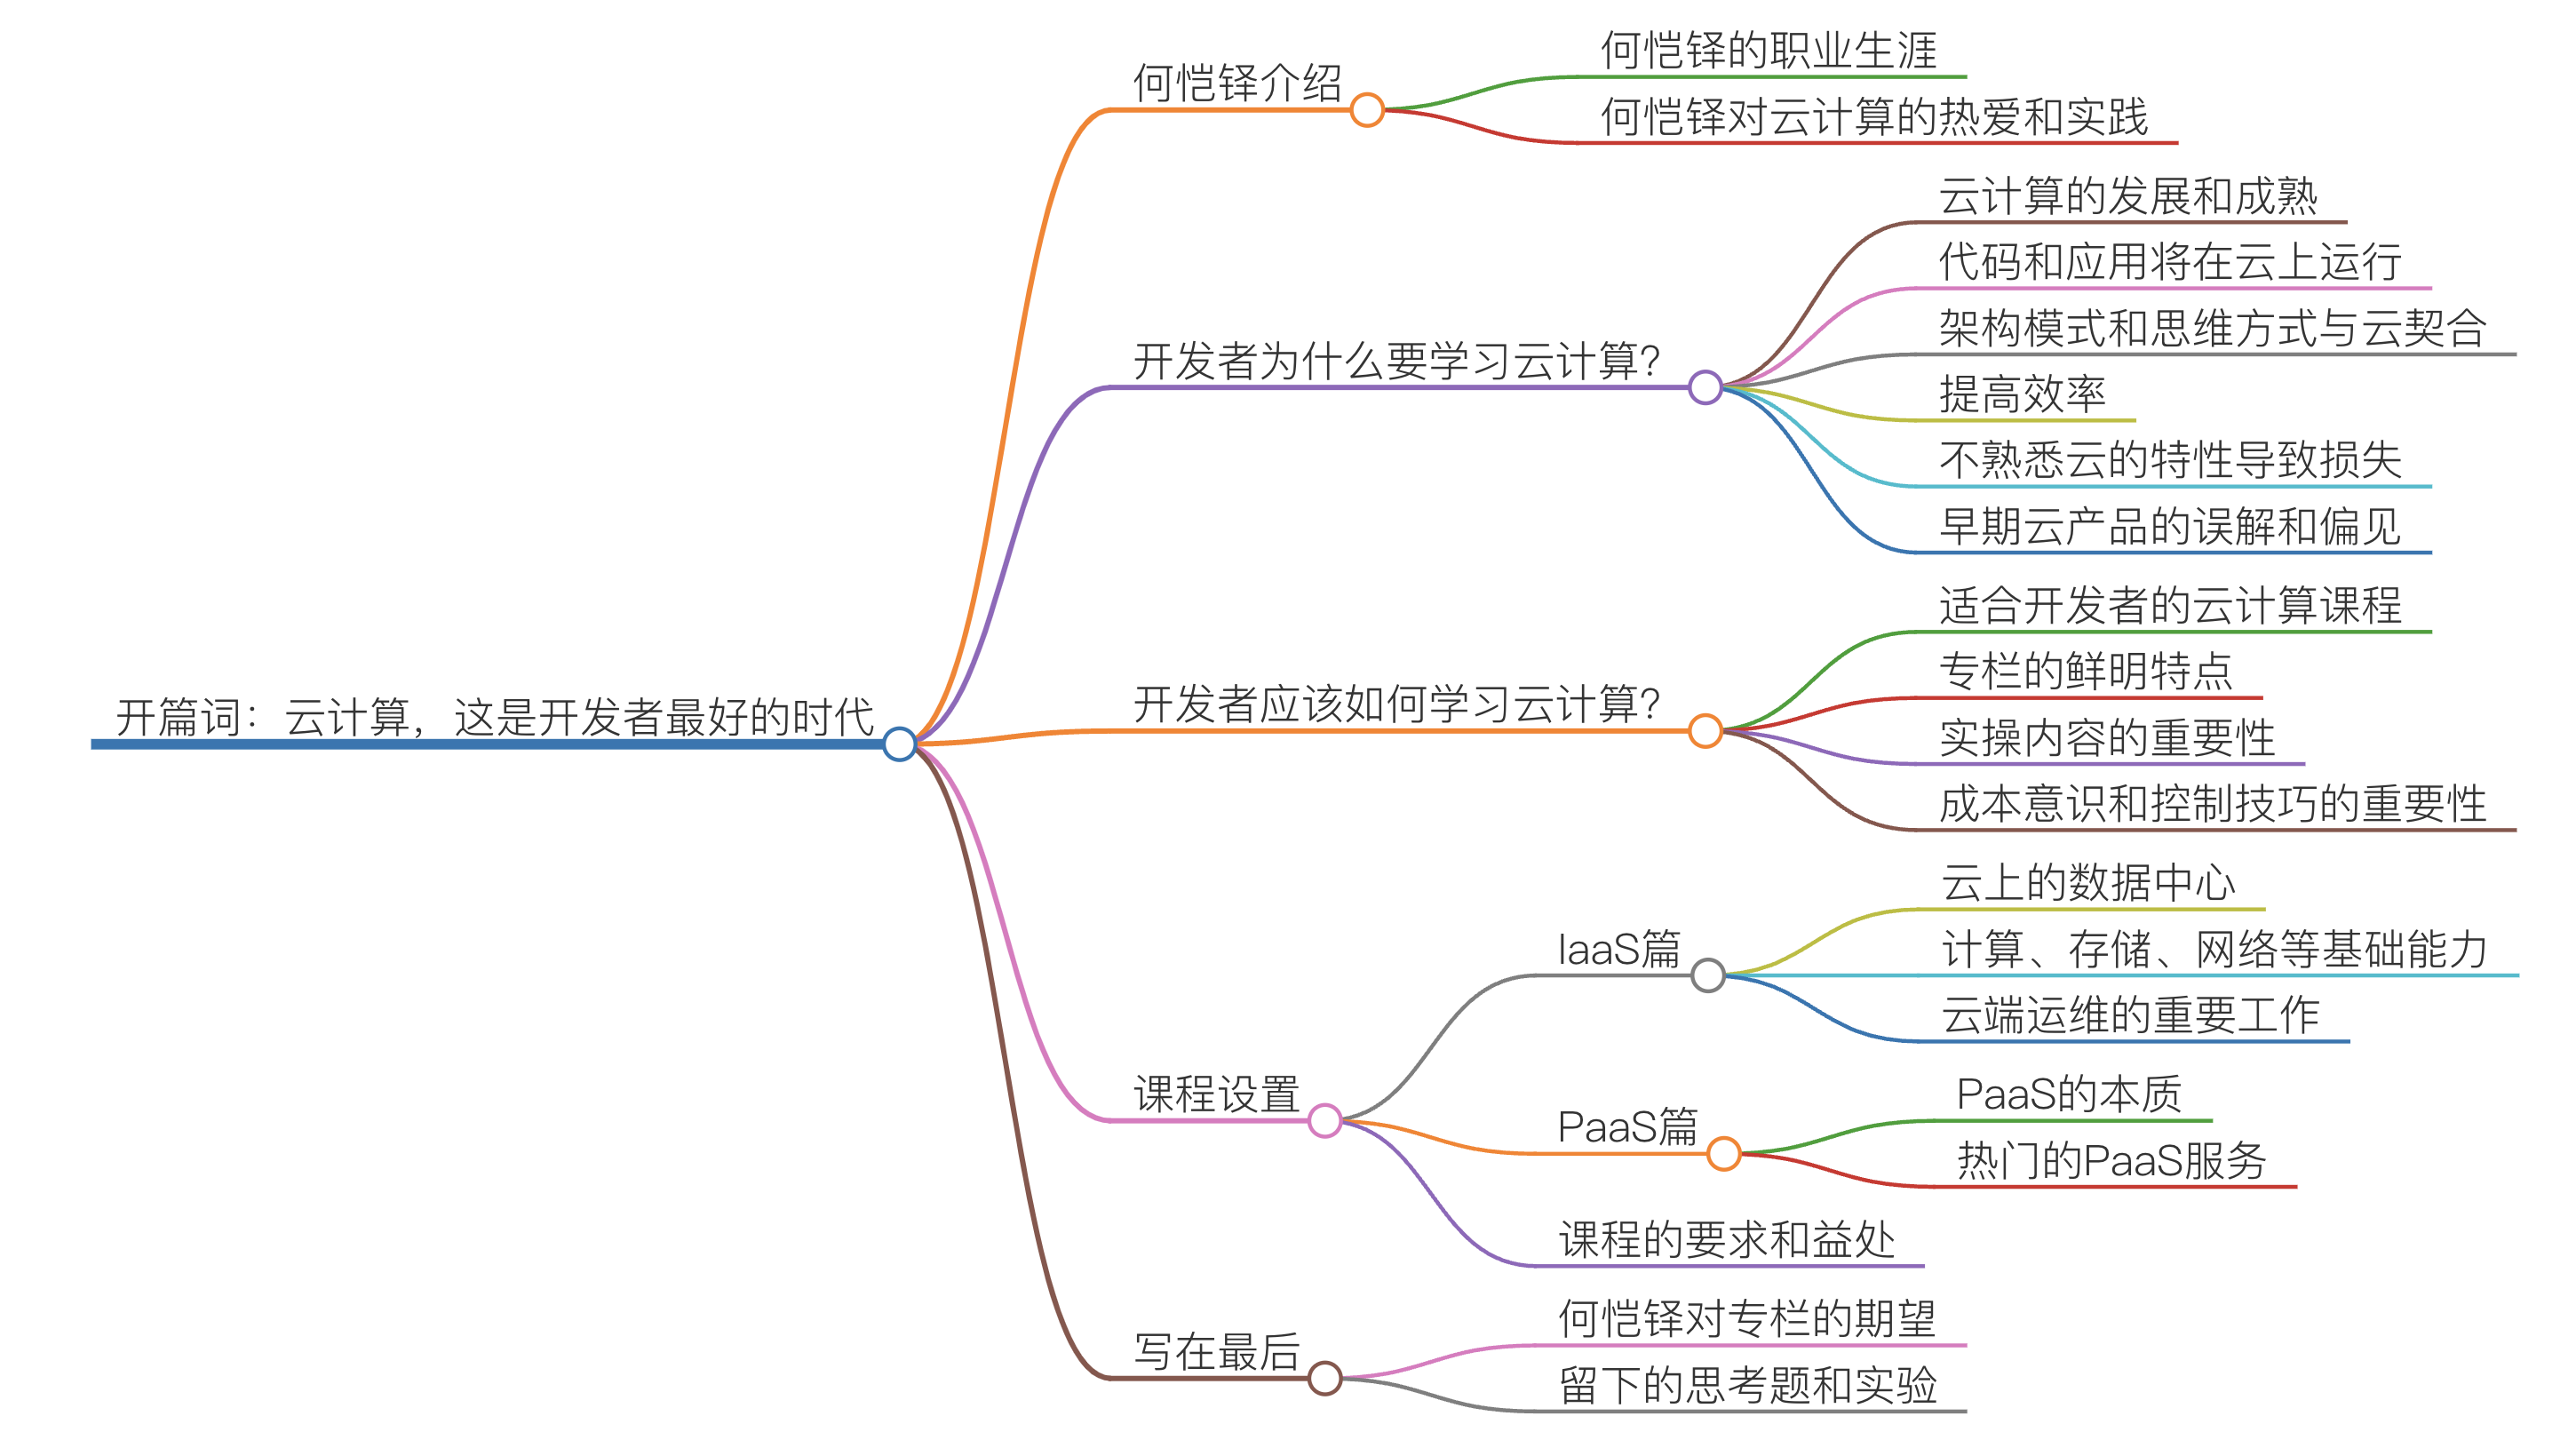 开篇词：云计算，这是开发者最好的时代
何恺铎介绍
何恺铎的职业生涯
何恺铎对云计算的热爱和实践
开发者为什么要学习云计算？
云计算的发展和成熟
代码和应用将在云上运行
架构模式和思维方式与云契合
提高效率
不熟悉云的特性导致损失
早期云产品的误解和偏见
开发者应该如何学习云计算？
适合开发者的云计算课程
专栏的鲜明特点
实操内容的重要性
成本意识和控制技巧的重要性
课程设置
IaaS篇
云上的数据中心
计算、存储、网络等基础能力
云端运维的重要工作
PaaS篇
PaaS的本质
热门的PaaS服务
课程的要求和益处
写在最后
何恺铎对专栏的期望
留下的思考题和实验